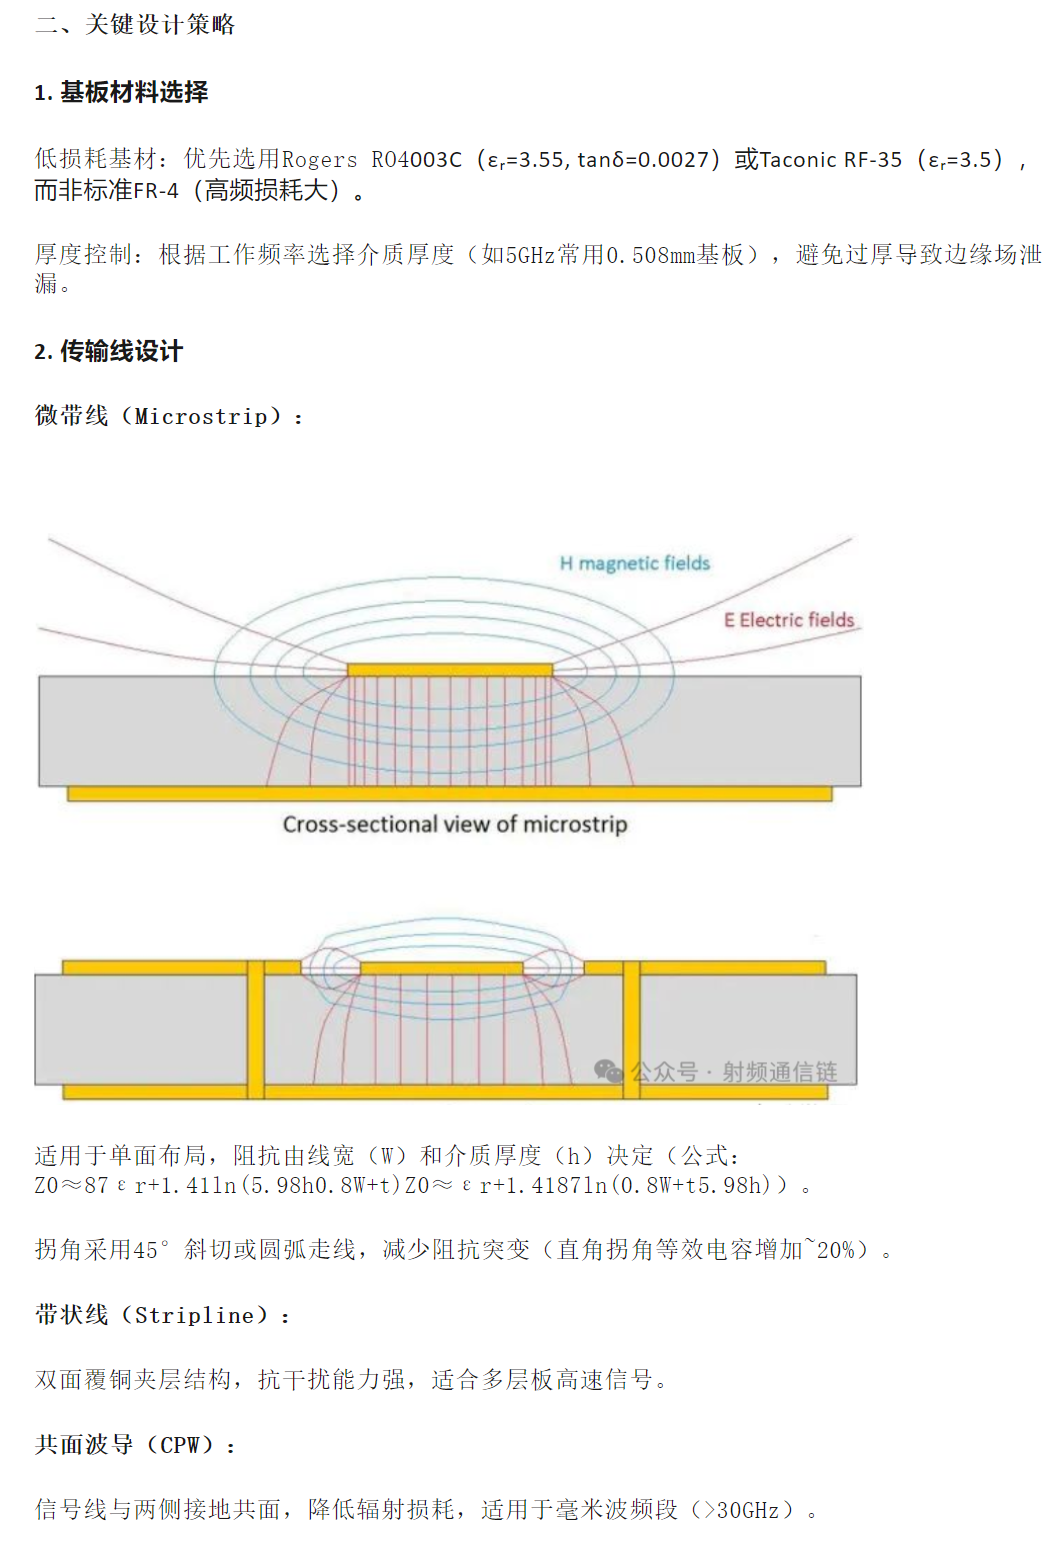 二、关键设计策略
1. 基板材料选择
低损耗基材：优先选用Rogers RO4003C（εr=3.55, tanδ=0.0027）或Taconic RF-35（εr=3.5），
而非标准FR-4（高频损耗大）。
厚度控制：根据工作频率选择介质厚度（如5GHz常用0.508mm基板），避免过厚导致边缘场泄
漏。
2. 传输线设计
微带线（Microstrip）：
H magnetic fields
E Electric fields
Cross-sectional view of microstrip
公众号·射频通信链
适用于单面布局，阻抗由线宽（W）和介质厚度（h）决定（公式：
Z0≈87εr+1.41ln(5.98h0.8W+t)Z0≈εr+1.4187ln(0.8W+t5.98h)）。
拐角采用45°斜切或圆弧走线，减少阻抗突变（直角拐角等效电容增加~20%）。
带状线（Stripline）：
双面覆铜夹层结构，抗干扰能力强，适合多层板高速信号。
共面波导（CPW）：
信号线与两侧接地共面，降低辐射损耗，适用于毫米波频段（>30GHz）。